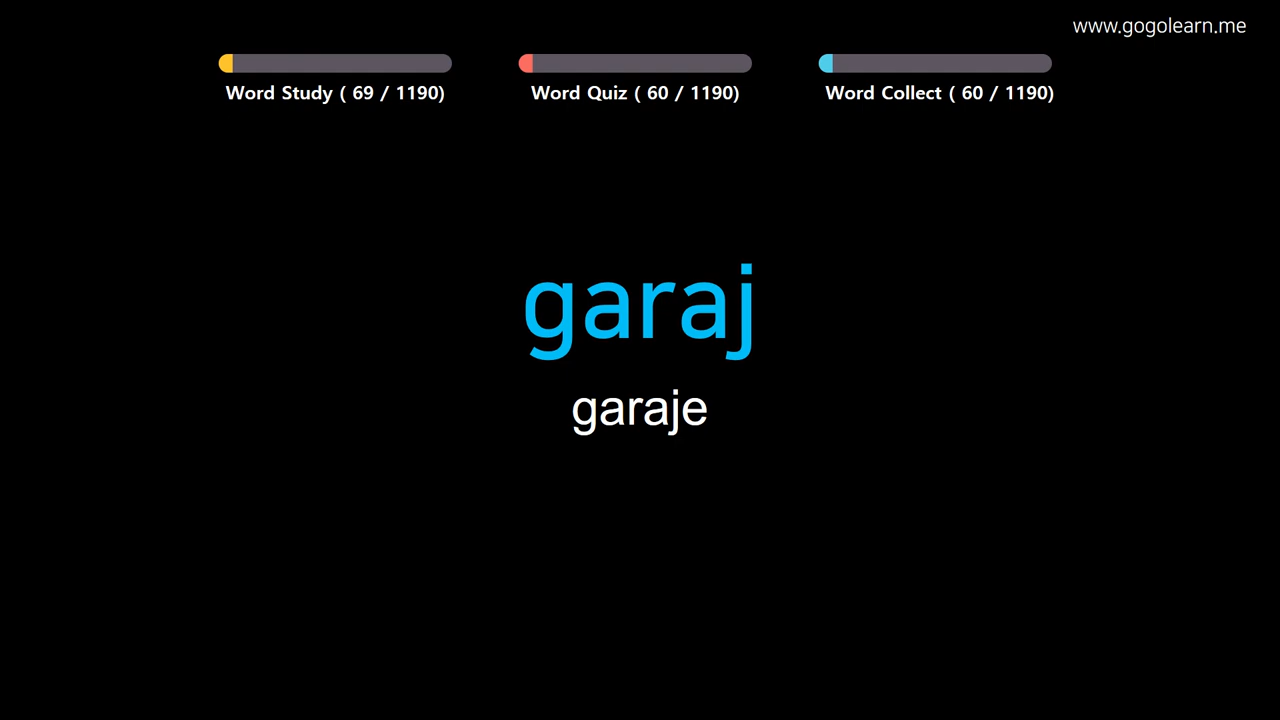 www.gogolearn.me
Word Study ( 69 / 1190)
Word Quiz ( 60 / 1190)
Word Collect ( 60 / 1190)
garaj
garaje